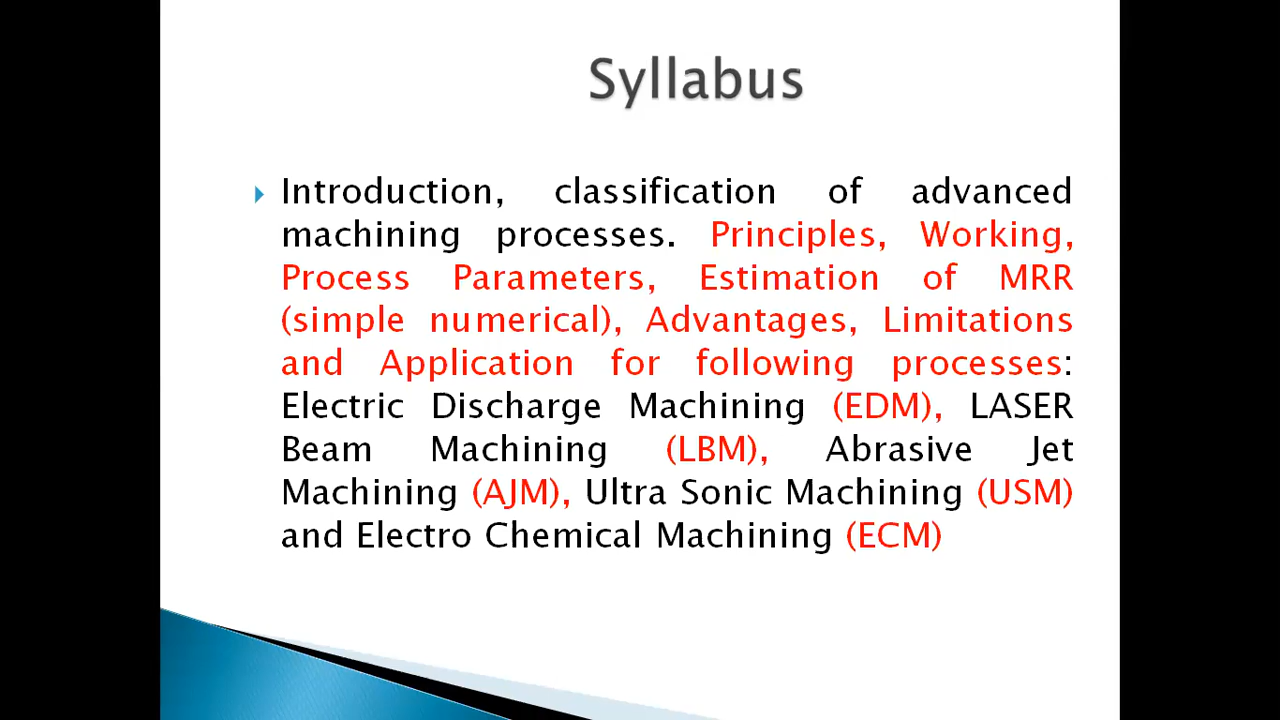 Syllabus
Introduction, classification of advanced
machining processes. Principles, Working,
Process Parameters, Estimation of MRR
(simple numerical), Advantages, Limitations
and Application for following processes:
Electric Discharge Machining (EDM), LASER
Beam Machining (LBM), Abrasive Jet
Machining (AJM), Ultra Sonic Machining (USM)
and Electro Chemical Machining (ECM)